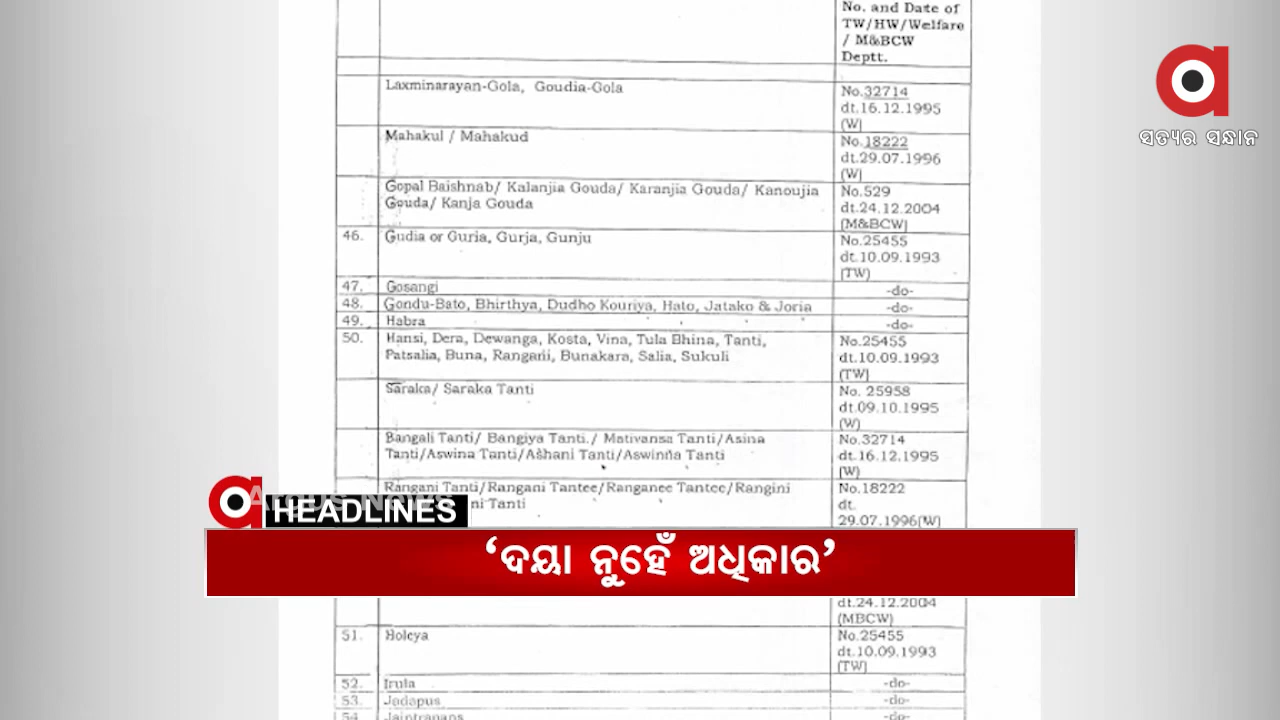 No. and Date of
TW/HW/Welfare
/ M&BCW
Deptt.
ସତ୍ୟର ସନ୍ଧାନ
Laxminarayan-Gola, Goudia-Gola
No.32714
dt.16.12.1995
(W)
Mahakul / Mahakud
No.18222
dt.29.07.1996
(W)
Gopal Baishnab/ Kalanjia Gouda/ Karanjia Gouda/ Kanoujia
Gouda/ Kanja Gouda
No.529
dt.24.12.2004
(M&BCW)
46. Gudia or Guria, Gurja, Gunju
No.25455
dt.10.09.1993
(TW)
47. Gosangi -do-
48. Gondu-Bato, Bhirthya, Dudho Kouriya, Hato, Jatako & Joria -do-
49. Habra -do-
50. Hansi, Dera, Dewanga, Kosta, Vina, Tula Bhina, Tanti,
Patsalia, Buna, Rangani, Bunakara, Salia, Sukuli
No.25455
dt.10.09.1993
(TW)
Saraka/ Saraka Tanti
No. 25958
dt.09.10.1995
(W)
Bangali Tanti/ Bangiya Tanti./ Mativansa Tanti/Asina
Tanti/Aswina Tanti/Ashani Tanti/Aswinna Tanti
No.32714
dt.16.12.1995
(W)
Rangani Tanti/Rangani Tantee/Ranganee Tantee/Rangini
ni Tanti
No.18222
dt.
29.07.1996(W)
HEADLINES
‘ଦୟା ନୁହେଁ ଅଧିକାର’
dt.24.12.2004
(MBCW)
51. Holeya
No.25455
dt.10.09.1993
(TW)
52. Irula -do-
53. Jadapus -do-
54. -do-